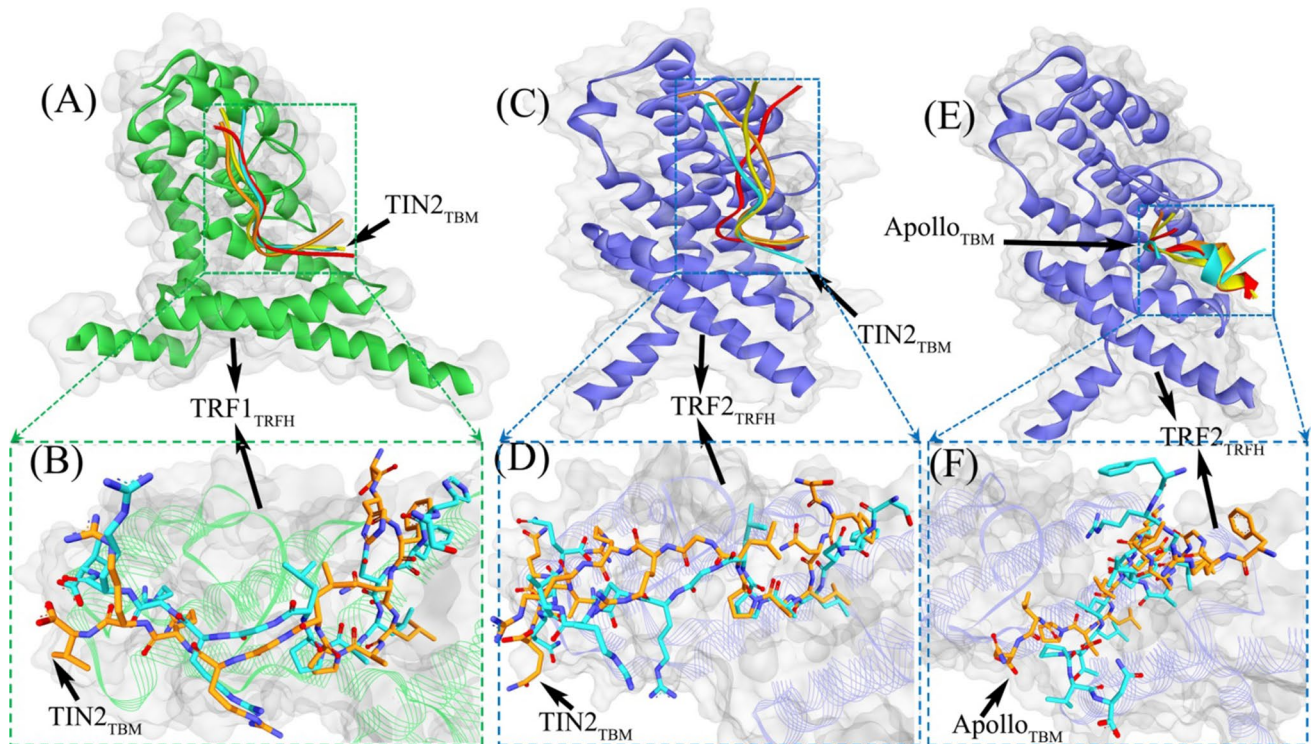 (A)
(C)
(E)
TIN2TBM
ApolloTBM
TIN2TBM
TRF1TRFH
TRF2TRFH
TRF2TRFH
(B)
(D)
(F)
TIN2TBM
TIN2TBM
ApolloTBM